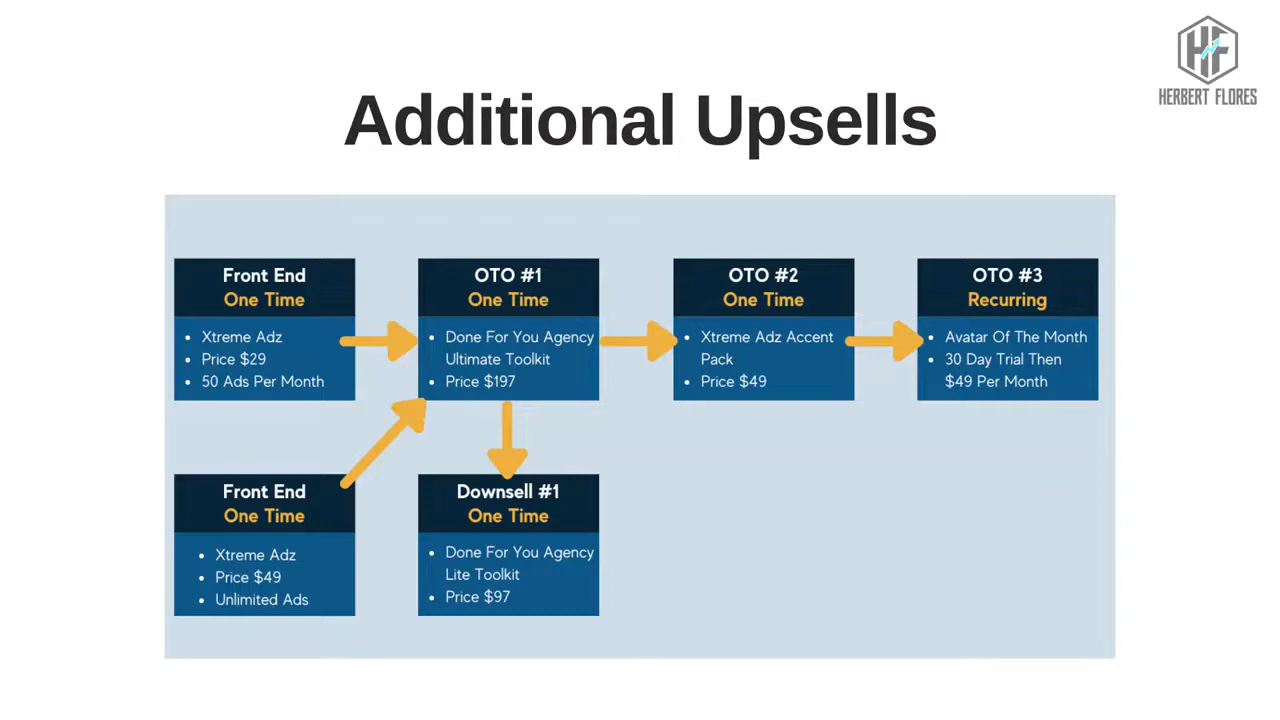 HF
HERBERT FLORES
Additional Upsells
Front End
One Time
• Xtreme Adz
• Price $29
• 50 Ads Per Month
OTO #1
One Time
• Done For You Agency
Ultimate Toolkit
• Price $197
OTO #2
One Time
• Xtreme Adz Accent
Pack
• Price $49
OTO #3
Recurring
• Avatar Of The Month
• 30 Day Trial Then
$49 Per Month
Front End
One Time
• Xtreme Adz
• Price $49
• Unlimited Ads
Downsell #1
One Time
• Done For You Agency
Lite Toolkit
• Price $97